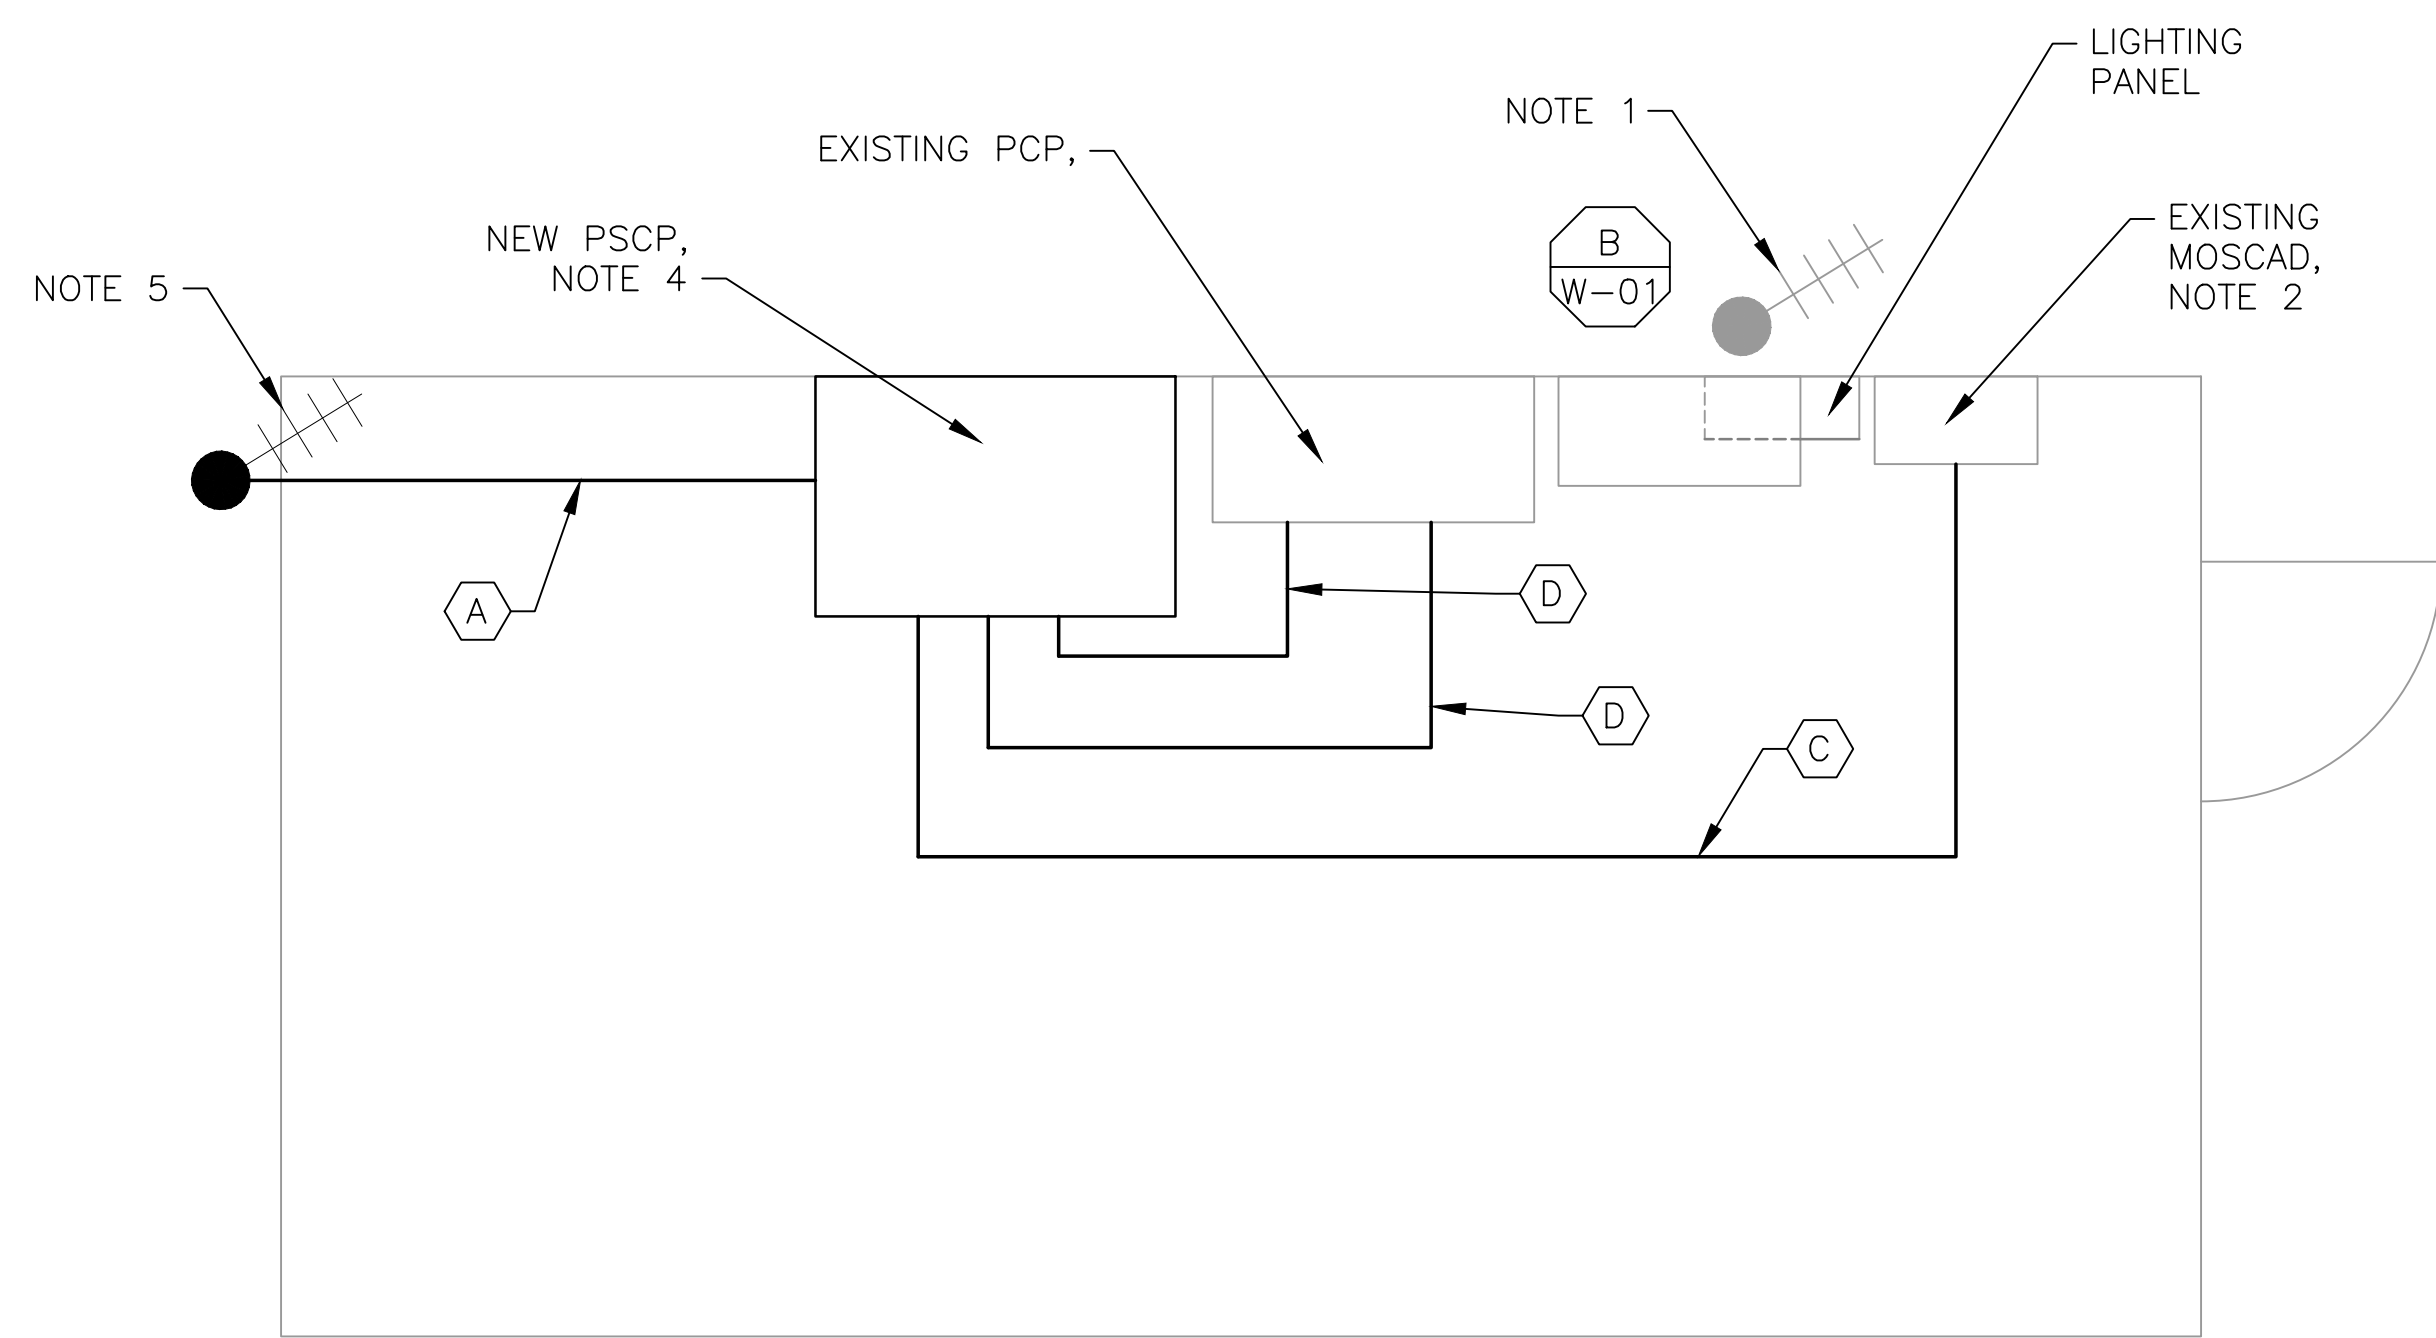 LIGHTING
PANEL
NOTE 1
EXISTING PCP,
EXISTING
MOSCAD,
NOTE 2
NEW PSCP,
NOTE 4
B
W-01
NOTE 5
A
D
D
C